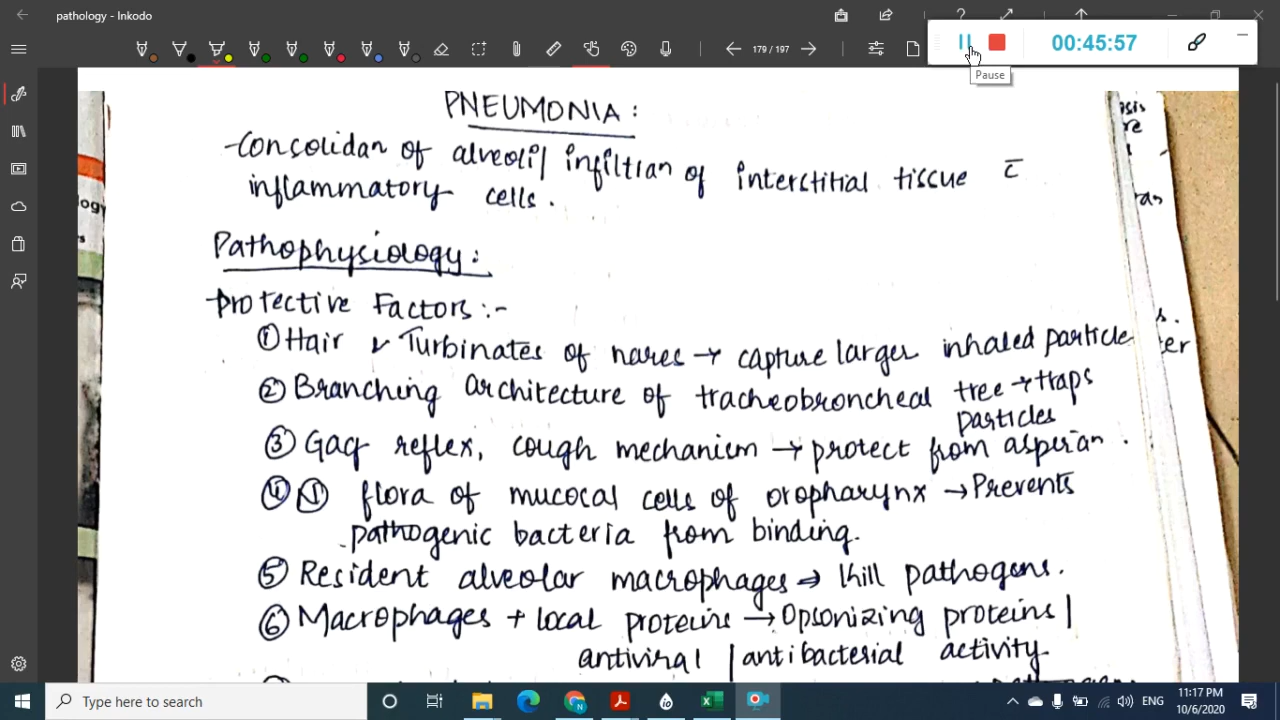 pathology - Inkodo
179 / 197
00:45:57
Pause
PNEUMONIA :
-Consolidan of alveoli| infiltran of interstitial tissue c̄
inflammatory cells .
Pathophysiology :
Protective Factors :-
① Hair & Turbinates of nares → capture larger inhaled particle
② Branching architecture of tracheobroncheal tree → traps
particles
③ Gag reflex, cough mechanism → protect from asperan .
④ Ⓝ flora of mucocal cells of oropharynx → Prevents
pathogenic bacteria from binding.
⑤ Resident alveolar macrophages → kill pathogens.
⑥ Macrophages + local proteins → Opsonizing proteins |
antiviral | antibacterial activity
Type here to search
ENG
11:17 PM
10/6/2020